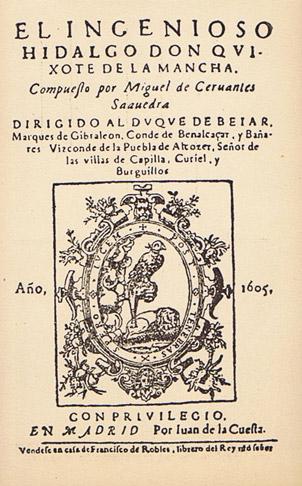 EL INGENIOSO
HIDALGO DON QVI-
XOTE DE LA MANCHA.
Compuesto por Miguel de Ceruantes
Saauedra
DIRIGIDO AL DVQVE DE BEIAR,
Marques de Gibraleon, Conde de Benalcaçar, y Baña-
res Vizconde de la Puebla de Alcozer, Señor de
las villas de Capilla, Curiel, y
Burguillos
POST TENEBRAS
Año, 1605,
CON PRIVILEGIO.
EN MADRID Por Iuan de la Cuesta.
Vendese en casa de Francisco de Robles, librero del Rey